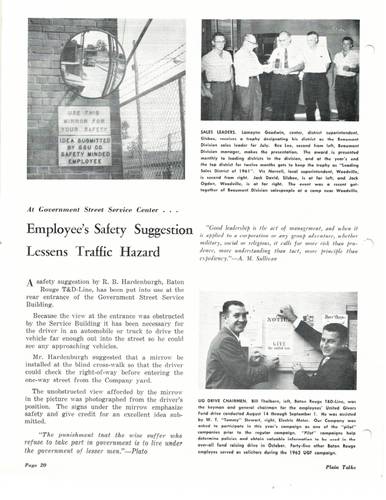 USE THIS
MIRROR FOR
YOUR SAFETY
IDEA SUBMITTED
BY GSU CO.
SAFETY MINDED
EMPLOYEE
SALES LEADERS. Lamayne Goodwin, center, district superintendent,
Silsbee, receives a trophy designating his district as the Beaumont
Division sales leader for July. Rex Lee, second from left, Beaumont
Division manager, makes the presentation. The award is presented
monthly to leading districts in the division, and at the year's end
the top district for twelve months gets to keep the trophy as "Leading
Sales District of 1961". Vic Harrell, local superintendent, Woodville,
is second from right. Jack David, Silsbee, is at far left, and Jack
Ogden, Woodville, is at far right. The event was a recent get-
together of Beaumont Division salespeople at a camp near Woodville.
At Government Street Service Center . . .
Employee's Safety Suggestion
Lessens Traffic Hazard
A safety suggestion by R. B. Hardenburgh, Baton
Rouge T&D-Line, has been put into use at the
rear entrance of the Government Street Service
Building.
Because the view at the entrance was obstructed
by the Service Building it has been necessary for
the driver in an automobile or truck to drive the
vehicle far enough out into the street so he could
see any approaching vehicles.
Mr. Hardenburgh suggested that a mirrow be
installed at the blind cross-walk so that the driver
could check the right-of-way before entering the
one-way street from the Company yard.
The unobstructed view afforded by the mirrow
in the picture was photographed from the driver's
position. The signs under the mirrow emphasize
safety and give credit for an excellent idea sub-
mitted.
"The punishment that the wise suffer who
refuse to take part in government is to live under
the government of lesser men."—Plato
"Good leadership is the act of management, and when it
is applied to a corporation or any group adventure, whether
military, social or religious, it calls for more risk than pru-
dence, more understanding than tact, more principle than
expediency."—A. M. Sullivan
NOTICE
GIVE
UG DRIVE CHAIRMEN. Bill Thalborn, left, Baton Rouge T&D-Line, was
the keyman and general chairman for the employees' United Givers
Fund drive conducted August 14 through September 1. He was assisted
by W. F. "Tommy" Stewart, right, Electric Meter. Our Company was
asked to participate in this year's campaign as one of the "pilot"
companies prior to the regular campaign. "Pilot" campaigns help
determine policies and obtain valuable information to be used in the
over-all fund raising drive in October. Forty-five other Baton Rouge
employees served as solicitors during the 1962 UGF campaign.
Page 20
Plain Talks